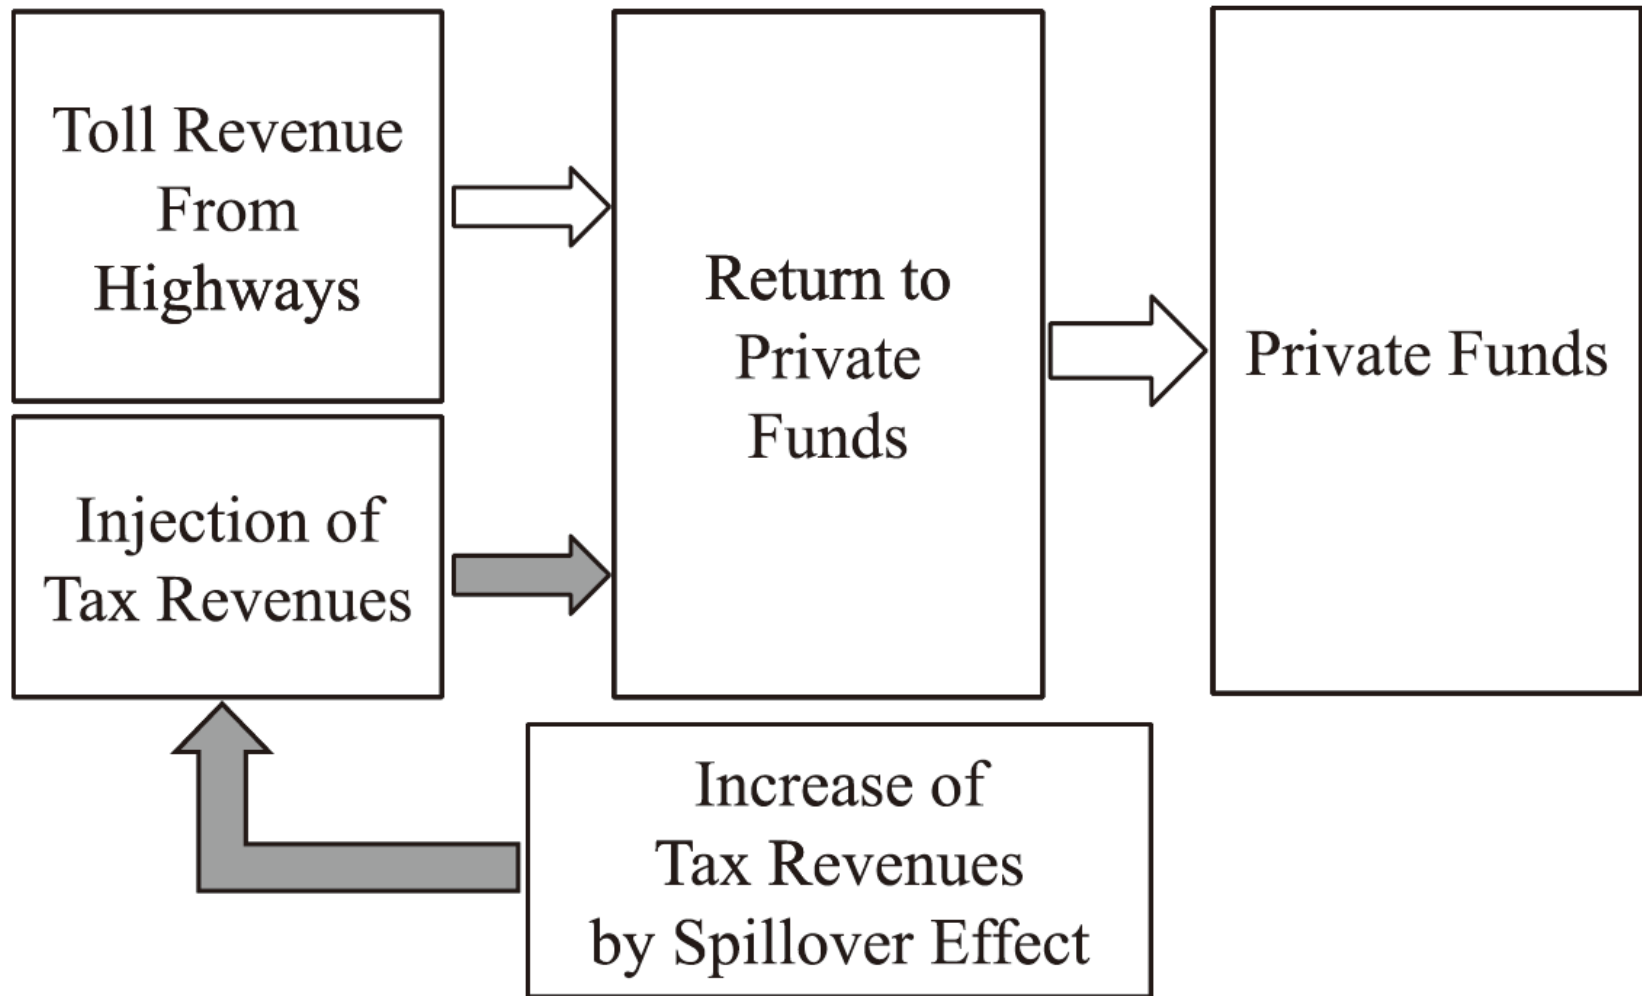 Toll Revenue
From
Highways
Injection of
Tax Revenues
Return to
Private
Funds
Private Funds
Increase of
Tax Revenues
by Spillover Effect